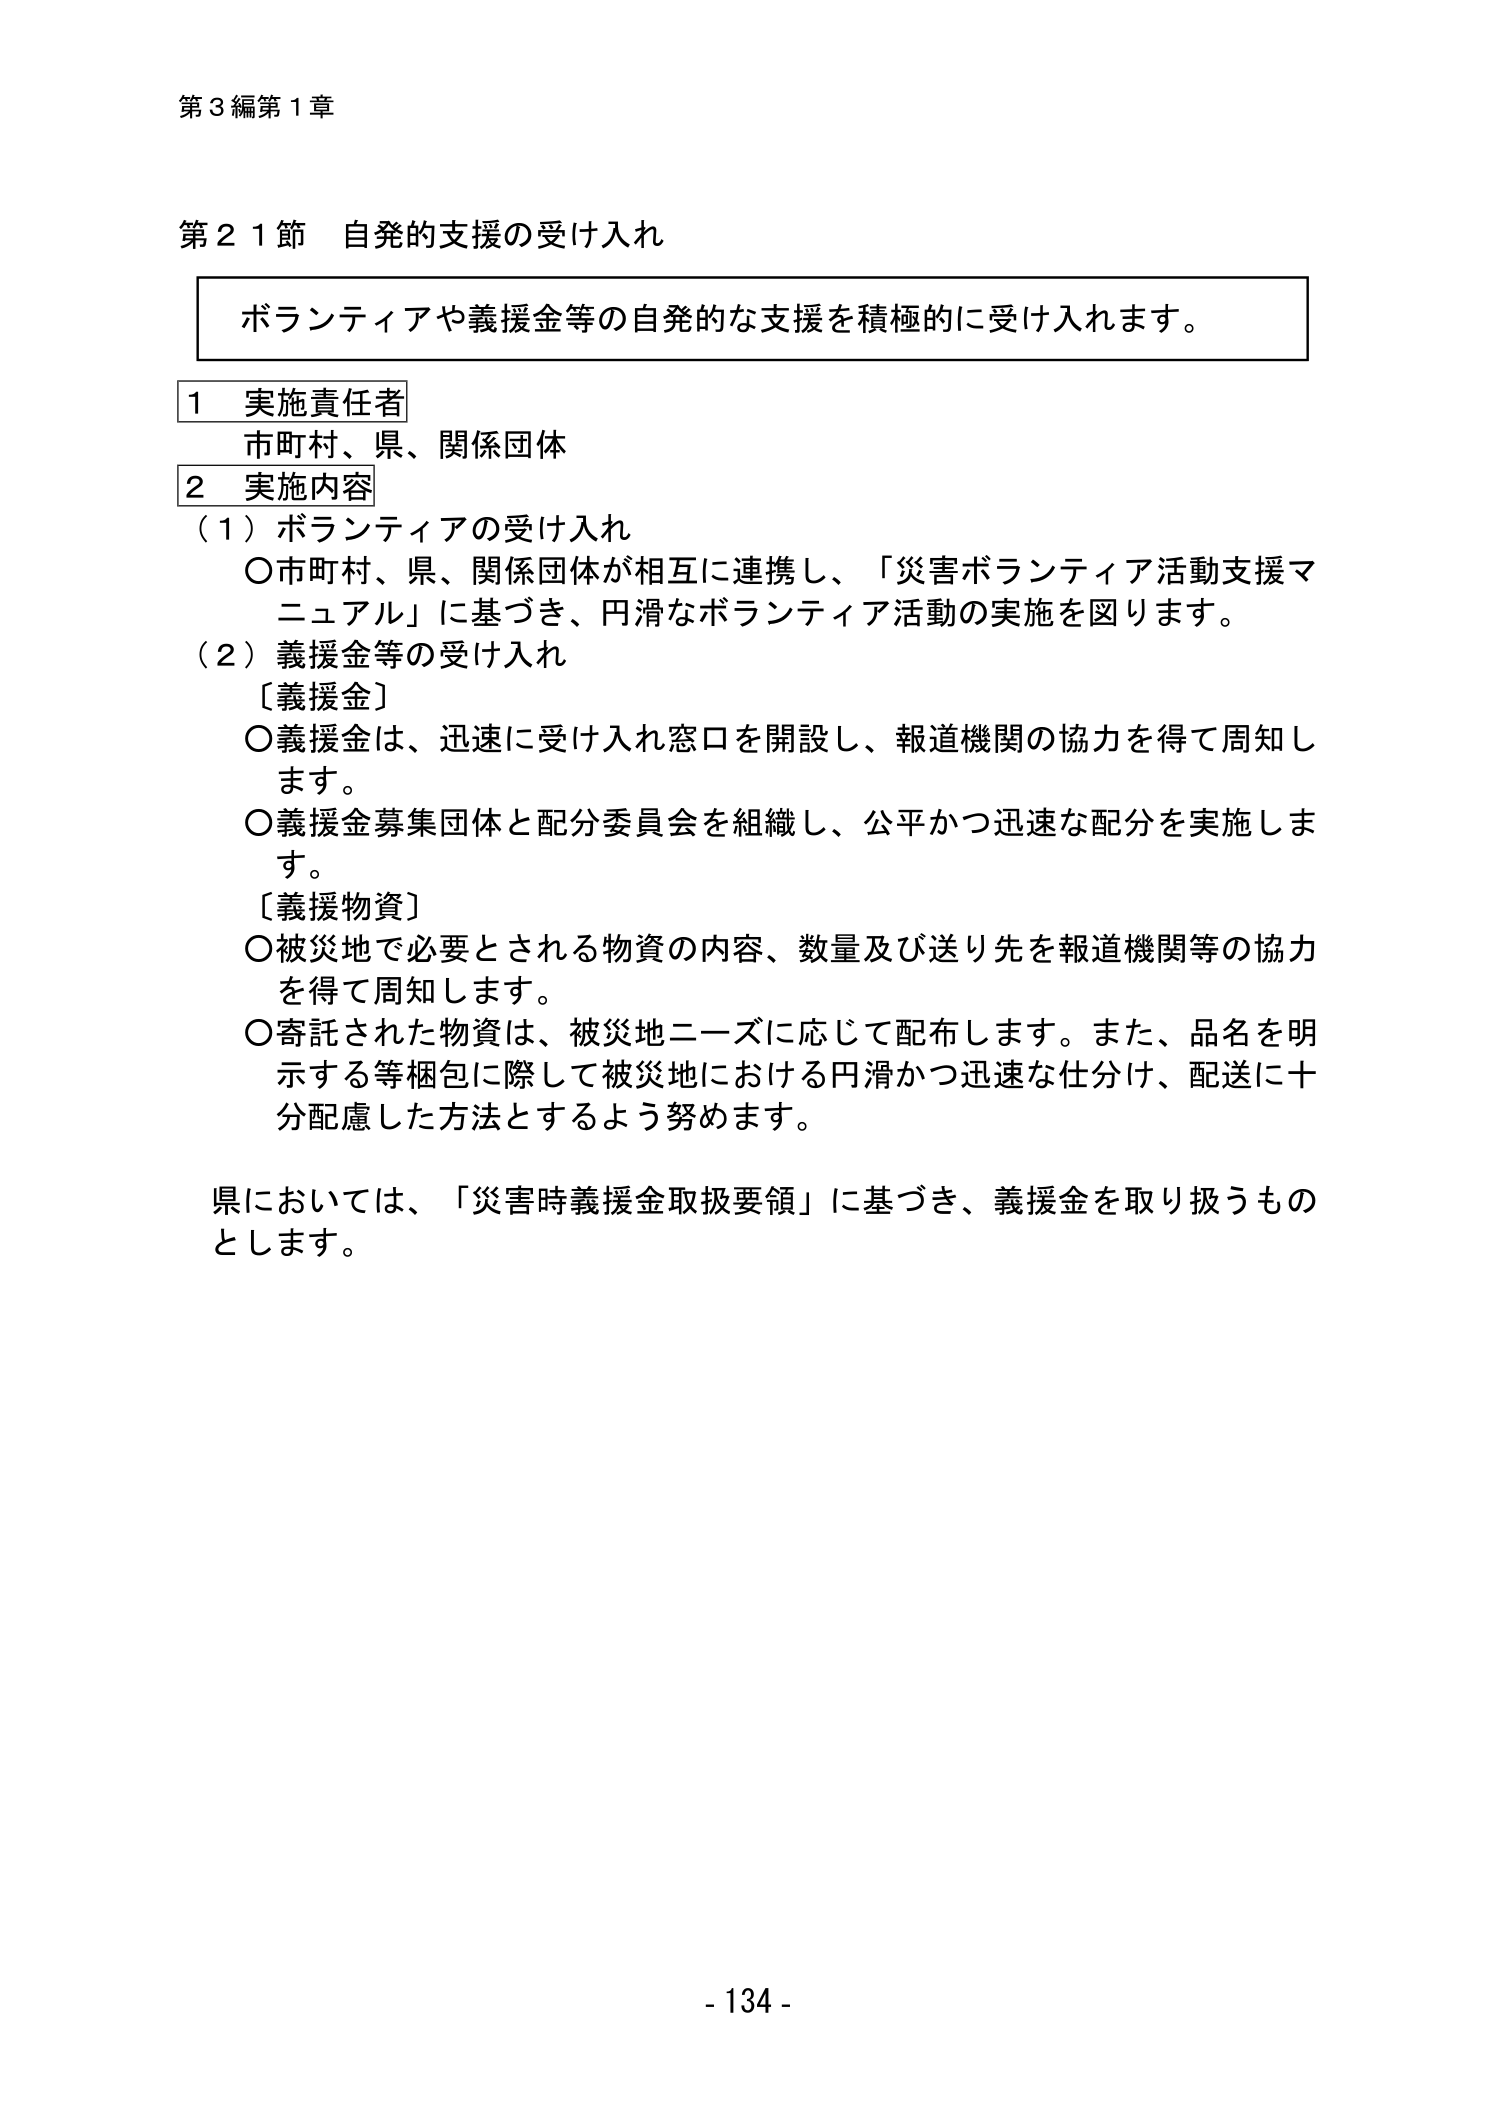 第３編第１章
第２１節　自発的支援の受け入れ
ボランティアや義援金等の自発的な支援を積極的に受け入れます。
１　実施責任者
市町村、県、関係団体
２　実施内容
（１）ボランティアの受け入れ
○市町村、県、関係団体が相互に連携し、「災害ボランティア活動支援マ
ニュアル」に基づき、円滑なボランティア活動の実施を図ります。
（２）義援金等の受け入れ
〔義援金〕
○義援金は、迅速に受け入れ窓口を開設し、報道機関の協力を得て周知し
ます。
○義援金募集団体と配分委員会を組織し、公平かつ迅速な配分を実施しま
す。
〔義援物資〕
○被災地で必要とされる物資の内容、数量及び送り先を報道機関等の協力
を得て周知します。
○寄託された物資は、被災地ニーズに応じて配布します。また、品名を明
示する等梱包に際して被災地における円滑かつ迅速な仕分け、配送に十
分配慮した方法とするよう努めます。
県においては、「災害時義援金取扱要領」に基づき、義援金を取り扱うもの
とします。
- 134 -